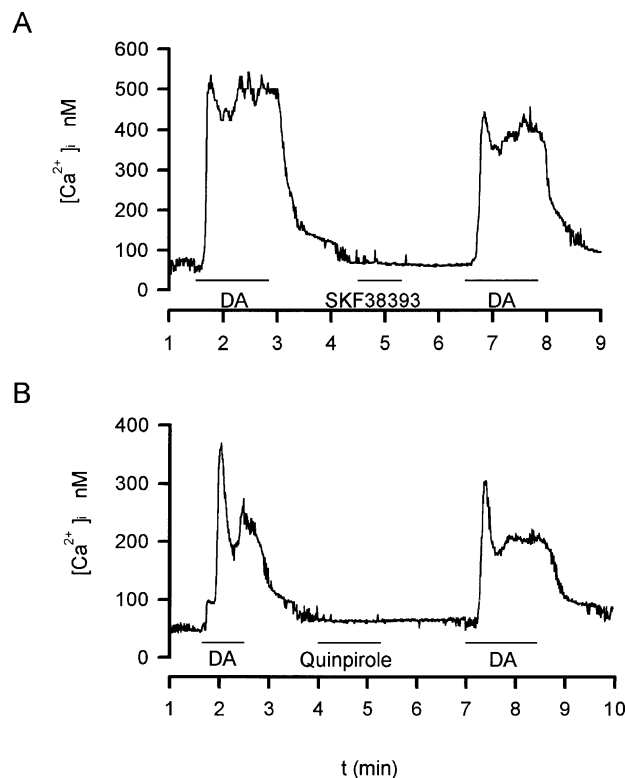 A
600
500
400
300
200
100
0
[Ca2+]i nM
DA
SKF38393
DA
1 2 3 4 5 6 7 8 9
B
400
300
200
100
0
[Ca2+]i nM
DA
Quinpirole
DA
1 2 3 4 5 6 7 8 9 10
t (min)